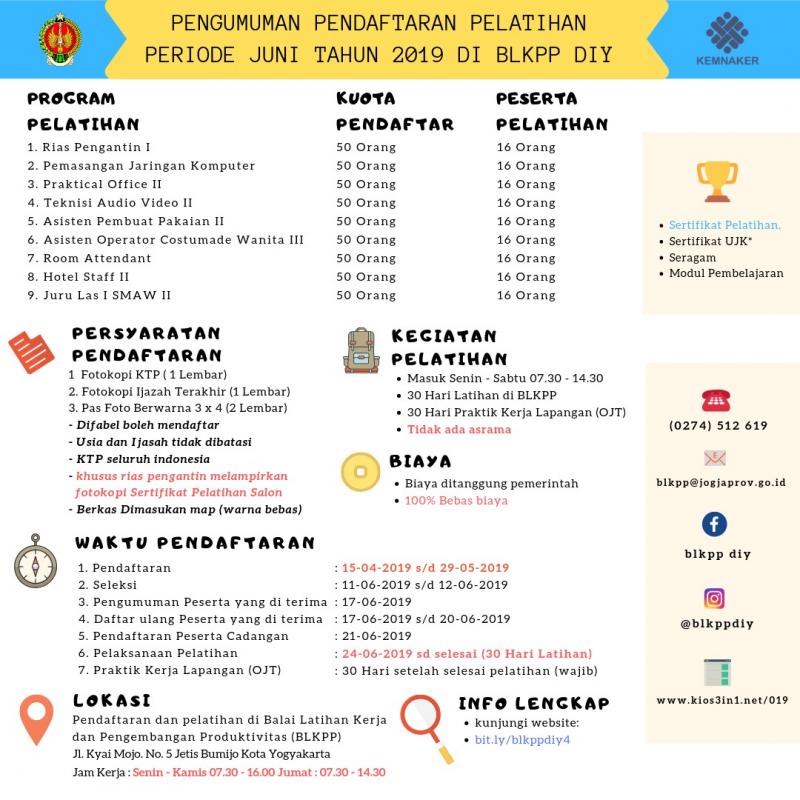 PENGUMUMAN PENDAFTARAN PELATIHAN
PERIODE JUNI TAHUN 2019 DI BLKPP DIY
KEMNAKER
PROGRAM PELATIHAN
KUOTA PENDAFTAR
PESERTA PELATIHAN
1. Rias Pengantin I 50 Orang 16 Orang
2. Pemasangan Jaringan Komputer 50 Orang 16 Orang
3. Praktical Office II 50 Orang 16 Orang
4. Teknisi Audio Video II 50 Orang 16 Orang
5. Asisten Pembuat Pakaian II 50 Orang 16 Orang
6. Asisten Operator Costumade Wanita III 50 Orang 16 Orang
7. Room Attendant 50 Orang 16 Orang
8. Hotel Staff II 50 Orang 16 Orang
9. Juru Las I SMAW II 50 Orang 16 Orang
• Sertifikat Pelatihan,
• Sertifikat UJK*
• Seragam
• Modul Pembelajaran
PERSYARATAN
PENDAFTARAN
1 Fotokopi KTP ( 1 Lembar)
2. Fotokopi Ijazah Terakhir (1 Lembar)
3. Pas Foto Berwarna 3 x 4 (2 Lembar)
- Difabel boleh mendaftar
- Usia dan Ijasah tidak dibatasi
- KTP seluruh indonesia
- khusus rias pengantin melampirkan
fotokopi Sertifikat Pelatihan Salon
- Berkas Dimasukan map (warna bebas)
KEGIATAN
PELATIHAN
• Masuk Senin - Sabtu 07.30 - 14.30
• 30 Hari Latihan di BLKPP
• 30 Hari Praktik Kerja Lapangan (OJT)
• Tidak ada asrama
BIAYA
• Biaya ditanggung pemerintah
• 100% Bebas biaya
(0274) 512 619
blkpp@jogjaprov.go.id
blkpp diy
@blkppdiy
www.kios3in1.net/019
WAKTU PENDAFTARAN
1. Pendaftaran : 15-04-2019 s/d 29-05-2019
2. Seleksi : 11-06-2019 s/d 12-06-2019
3. Pengumuman Peserta yang di terima : 17-06-2019
4. Daftar ulang Peserta yang di terima : 17-06-2019 s/d 20-06-2019
5. Pendaftaran Peserta Cadangan : 21-06-2019
6. Pelaksanaan Pelatihan : 24-06-2019 sd selesai (30 Hari Latihan)
7. Praktik Kerja Lapangan (OJT) : 30 Hari setelah selesai pelatihan (wajib)
LOKASI
Pendaftaran dan pelatihan di Balai Latihan Kerja
dan Pengembangan Produktivitas (BLKPP)
Jl. Kyai Mojo. No. 5 Jetis Bumijo Kota Yogyakarta
Jam Kerja : Senin - Kamis 07.30 - 16.00 Jumat : 07.30 - 14.30
INFO LENGKAP
• kunjungi website:
• bit.ly/blkppdiy4